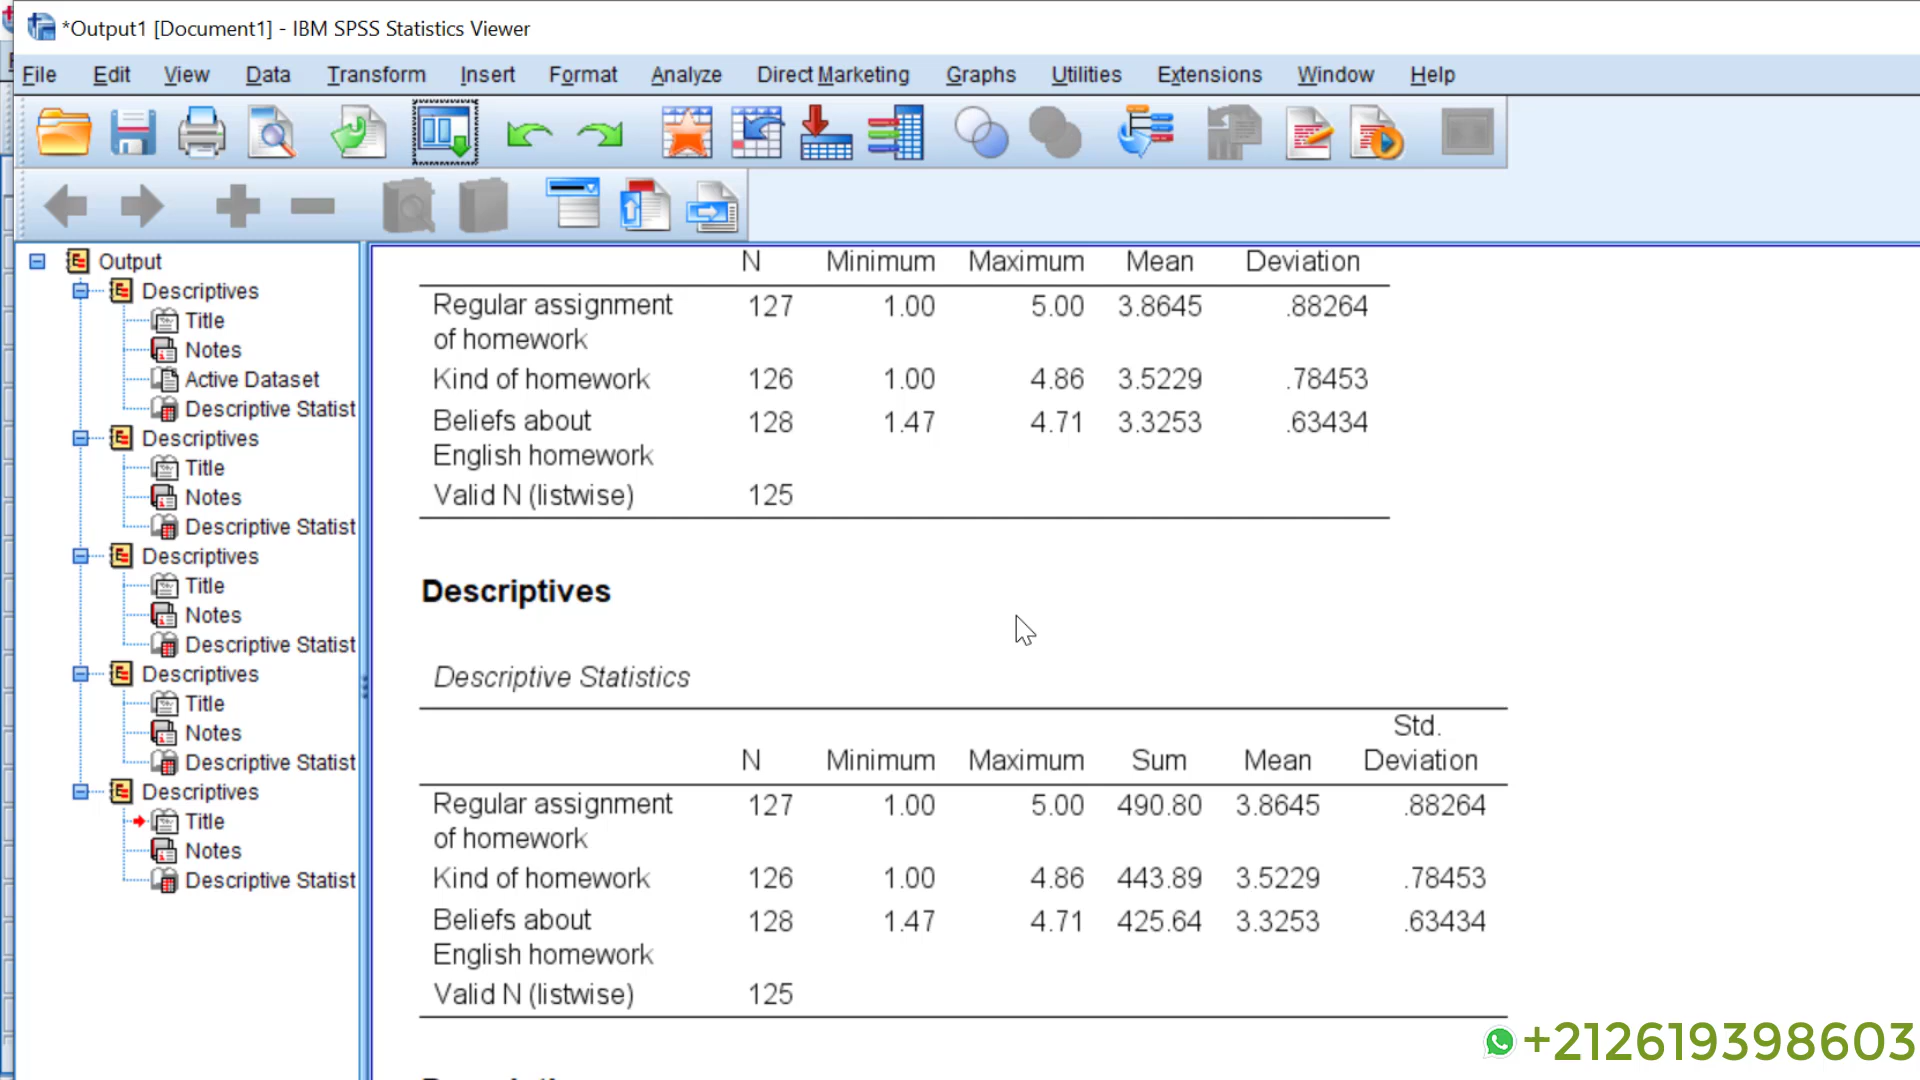 *Output1 [Document1] - IBM SPSS Statistics Viewer
File Edit View Data Transform Insert Format Analyze Direct Marketing Graphs Utilities Extensions Window Help
Output
Descriptives
Title
Notes
Active Dataset
Descriptive Statist
Descriptives
Title
Notes
Descriptive Statist
Descriptives
Title
Notes
Descriptive Statist
Descriptives
Title
Notes
Descriptive Statist
Descriptives
Title
Notes
Descriptive Statist
N Minimum Maximum Mean Deviation
Regular assignment 127 1.00 5.00 3.8645 .88264
of homework
Kind of homework 126 1.00 4.86 3.5229 .78453
Beliefs about 128 1.47 4.71 3.3253 .63434
English homework
Valid N (listwise) 125
Descriptives
Descriptive Statistics
Std.
N Minimum Maximum Sum Mean Deviation
Regular assignment 127 1.00 5.00 490.80 3.8645 .88264
of homework
Kind of homework 126 1.00 4.86 443.89 3.5229 .78453
Beliefs about 128 1.47 4.71 425.64 3.3253 .63434
English homework
Valid N (listwise) 125
+212619398603